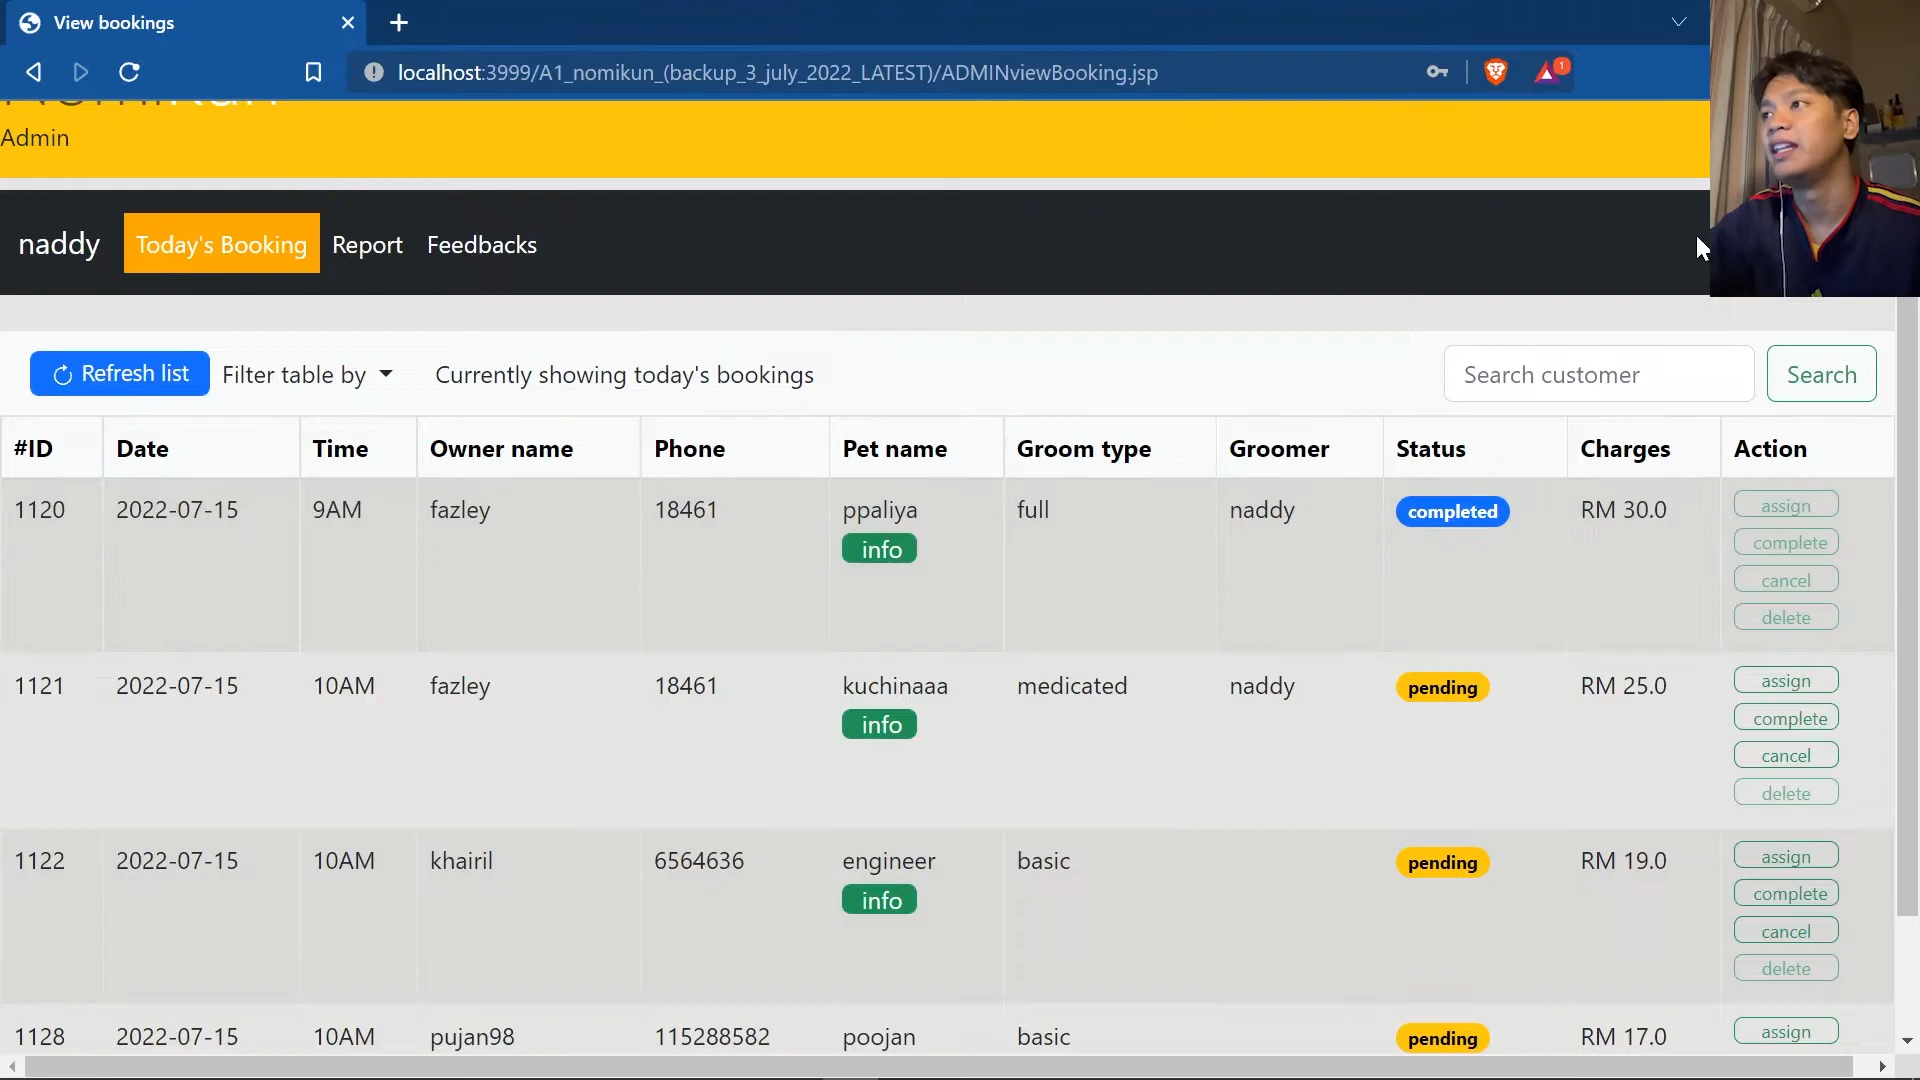 View bookings
localhost:3999/A1_nomikun_(backup_3_july_2022_LATEST)/ADMINviewBooking.jsp
1
Admin
naddy Today's Booking Report Feedbacks
Refresh list Filter table by Currently showing today's bookings Search customer Search
#ID Date Time Owner name Phone Pet name Groom type Groomer Status Charges Action
1120 2022-07-15 9AM fazley 18461 ppaliya full naddy completed RM 30.0 assign
info complete
cancel
delete
1121 2022-07-15 10AM fazley 18461 kuchinaaa medicated naddy pending RM 25.0 assign
info complete
cancel
delete
1122 2022-07-15 10AM khairil 6564636 engineer basic pending RM 19.0 assign
info complete
cancel
delete
1128 2022-07-15 10AM pujan98 115288582 poojan basic pending RM 17.0 assign